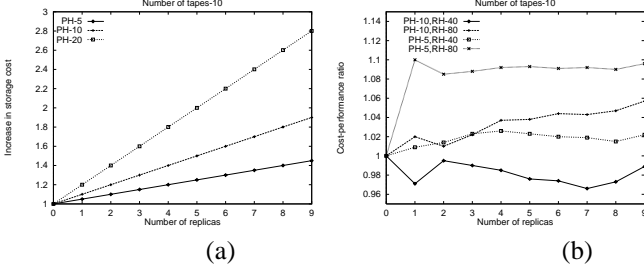 Number of tapes-10
3
2.8
2.6
2.4
2.2
2
1.8
1.6
1.4
1.2
1
0 1 2 3 4 5 6 7 8 9
Increase in storage cost
Number of replicas
PH-5
PH-10
PH-20
(a)
Number of tapes-10
1.14
1.12
1.1
1.08
1.06
1.04
1.02
1
0.98
0.96
0 1 2 3 4 5 6 7 8 9
Cost-performance ratio
Number of replicas
PH-10,RH-40
PH-10,RH-80
PH-5,RH-40
PH-5,RH-80
(b)